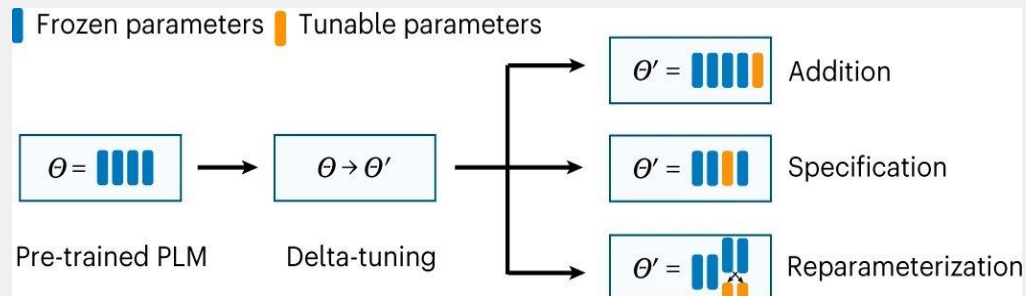 Frozen parameters Tunable parameters
Θ′ = Addition
Θ = Θ → Θ′ Θ′ = Specification
Pre-trained PLM Delta-tuning Θ′ = Reparameterization